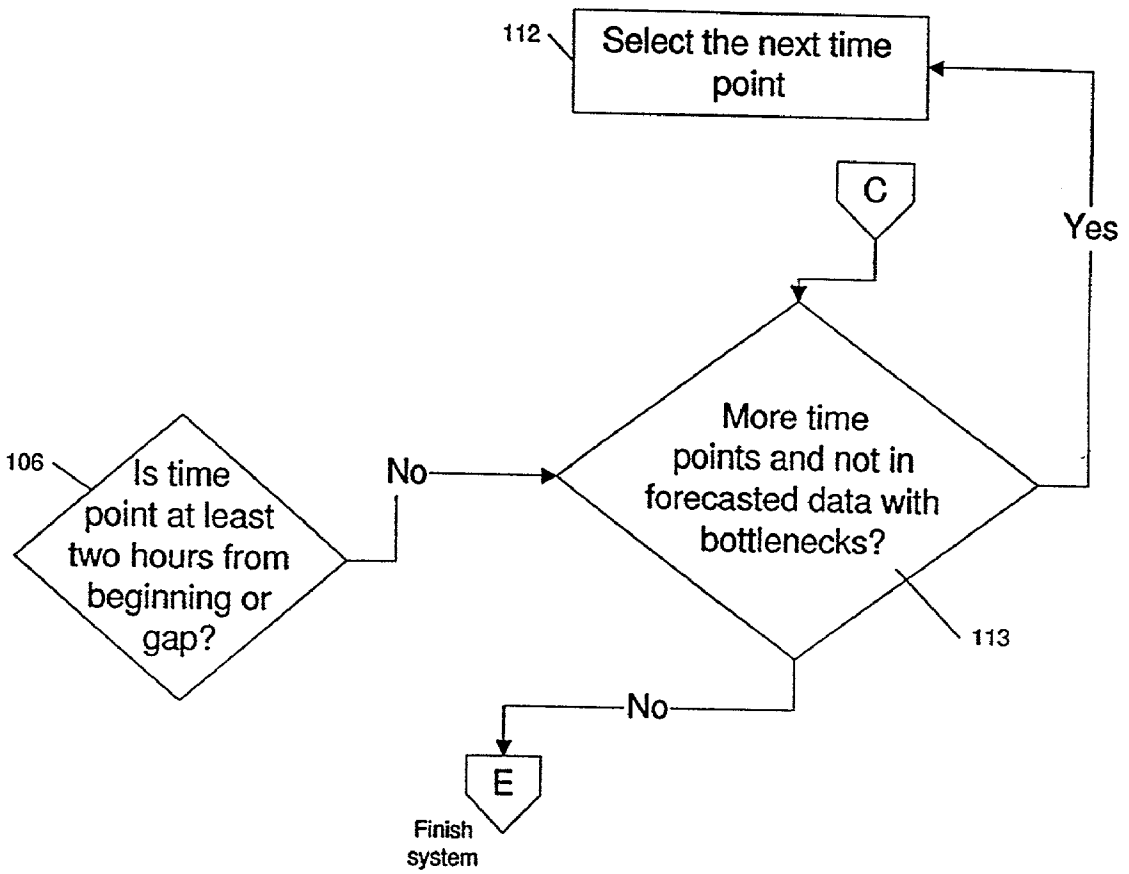 112
Select the next time
point
C
Yes
106
Is time
point at least
two hours from
beginning or
gap?
No
More time
points and not in
forecasted data with
bottlenecks?
113
No
E
Finish
system